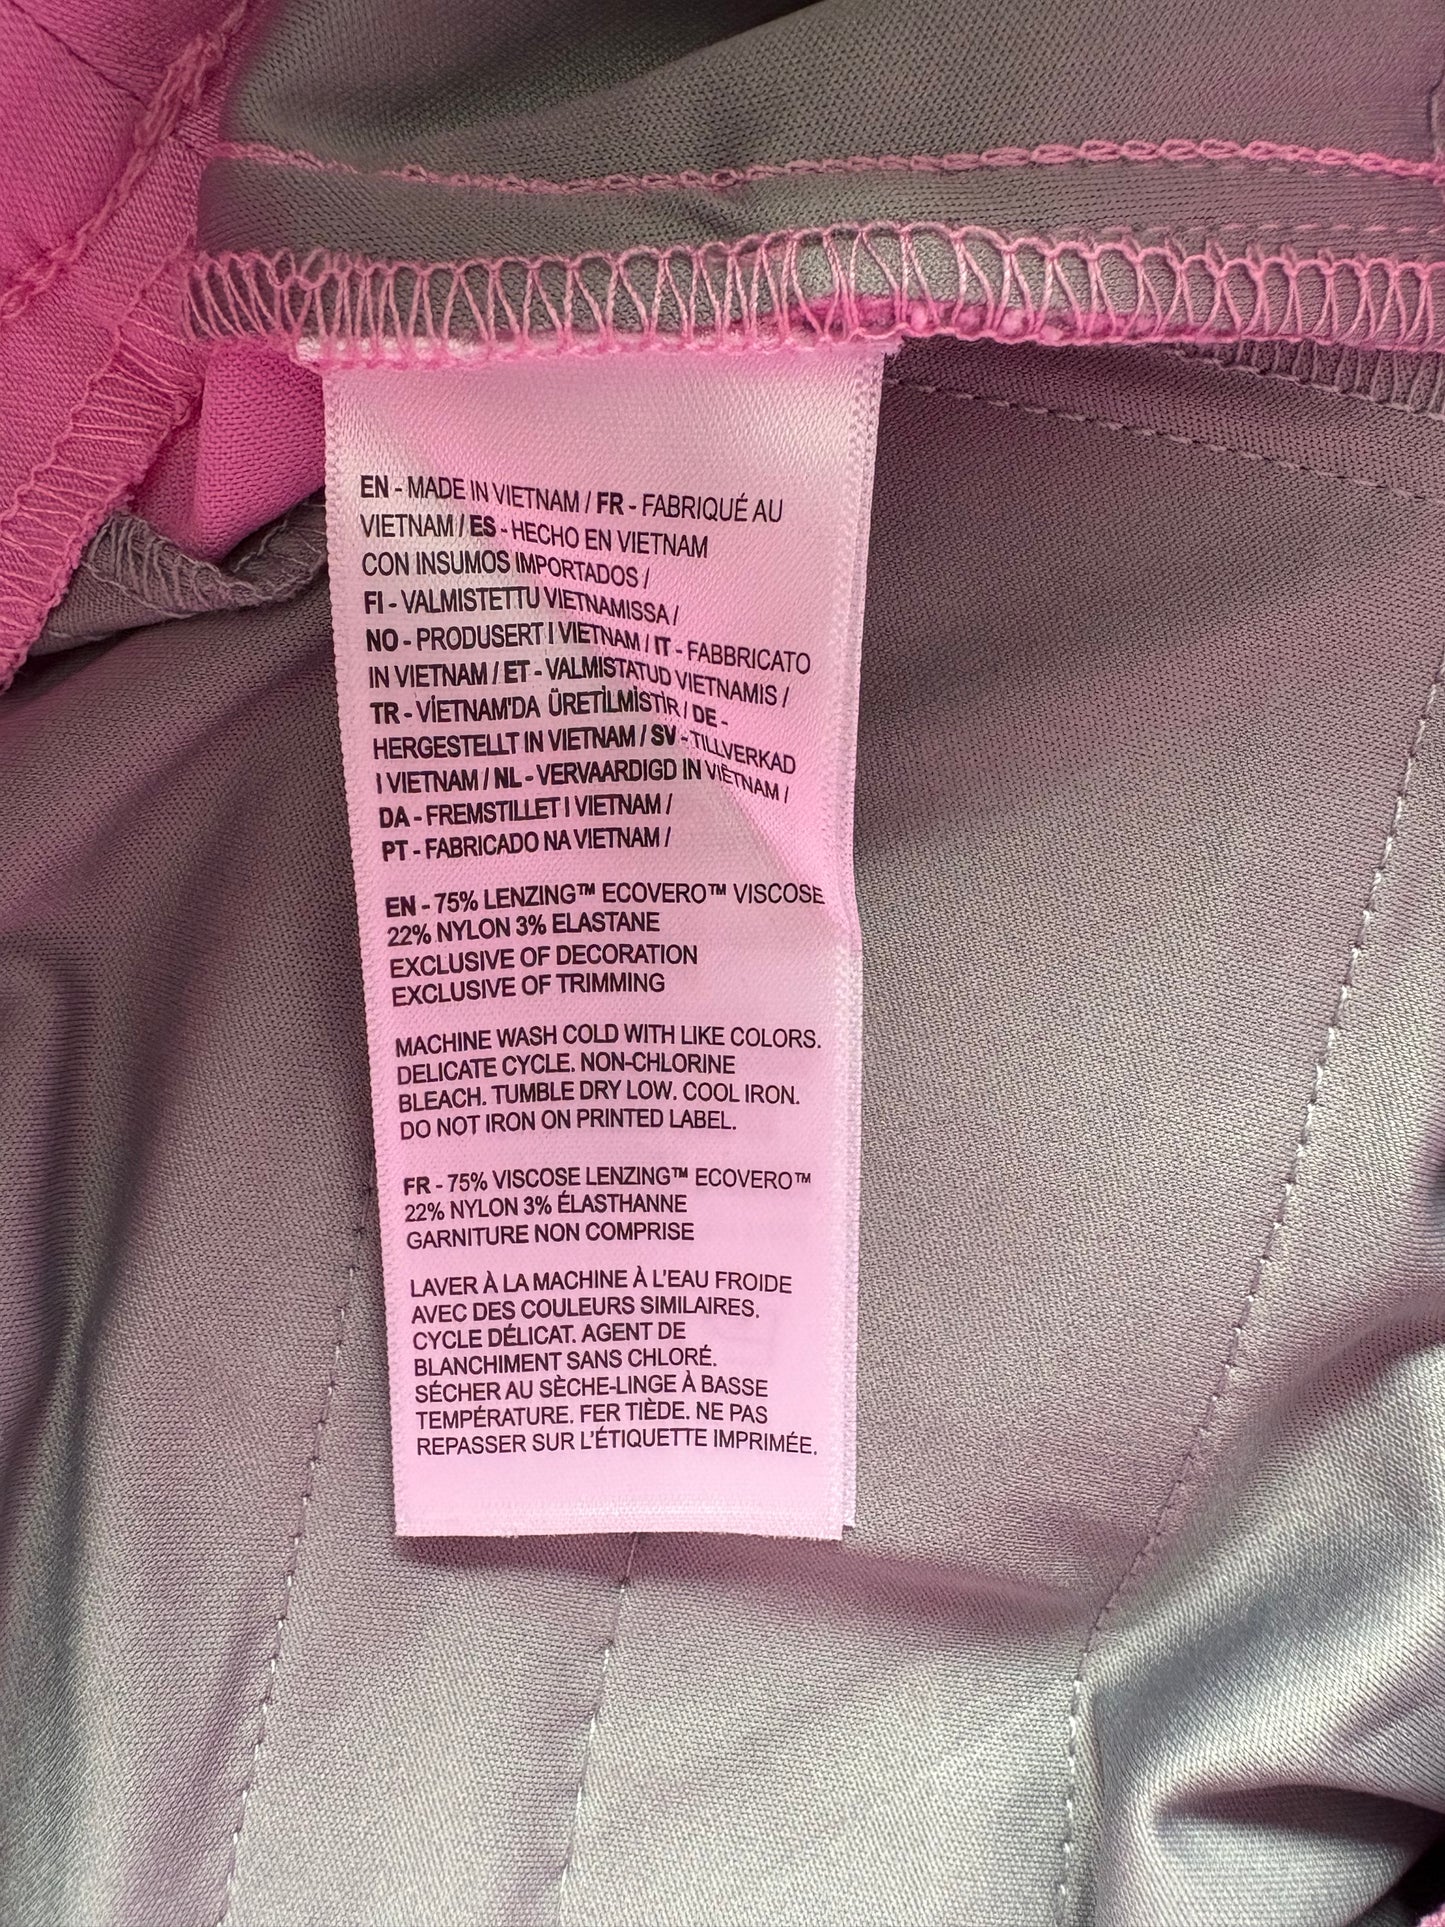 EN - MADE IN VIETNAM / FR - FABRIQUÉ AU
VIETNAM / ES - HECHO EN VIETNAM
CON INSUMOS IMPORTADOS /
FI - VALMISTETTU VIETNAMISSA /
NO - PRODUSERT I VIETNAM / IT - FABBRICATO
IN VIETNAM / ET - VALMISTATUD VIETNAMIS /
TR - VİETNAM'DA ÜRETİLMİSTİR / DE -
HERGESTELLT IN VIETNAM / SV - TILLVERKAD
I VIETNAM / NL - VERVAARDIGD IN VIETNAM /
DA - FREMSTILLET I VIETNAM /
PT - FABRICADO NA VIETNAM /
EN - 75% LENZING™ ECOVERO™ VISCOSE
22% NYLON 3% ELASTANE
EXCLUSIVE OF DECORATION
EXCLUSIVE OF TRIMMING
MACHINE WASH COLD WITH LIKE COLORS.
DELICATE CYCLE. NON-CHLORINE
BLEACH. TUMBLE DRY LOW. COOL IRON.
DO NOT IRON ON PRINTED LABEL.
FR - 75% VISCOSE LENZING™ ECOVERO™
22% NYLON 3% ÉLASTHANNE
GARNITURE NON COMPRISE
LAVER À LA MACHINE À L'EAU FROIDE
AVEC DES COULEURS SIMILAIRES.
CYCLE DÉLICAT. AGENT DE
BLANCHIMENT SANS CHLORÉ.
SÉCHER AU SÈCHE-LINGE À BASSE
TEMPÉRATURE. FER TIÈDE. NE PAS
REPASSER SUR L'ÉTIQUETTE IMPRIMÉE.